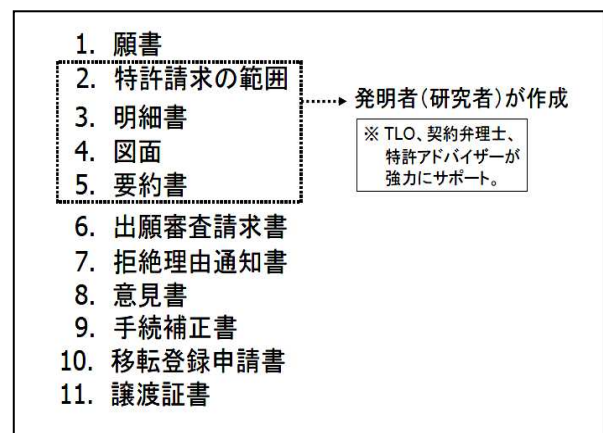 1. 願書
2. 特許請求の範囲
3. 明細書
4. 図面
5. 要約書
発明者(研究者)が作成
※ TLO、契約弁理士、
特許アドバイザーが
強力にサポート。
6. 出願審査請求書
7. 拒絶理由通知書
8. 意見書
9. 手続補正書
10. 移転登録申請書
11. 譲渡証書